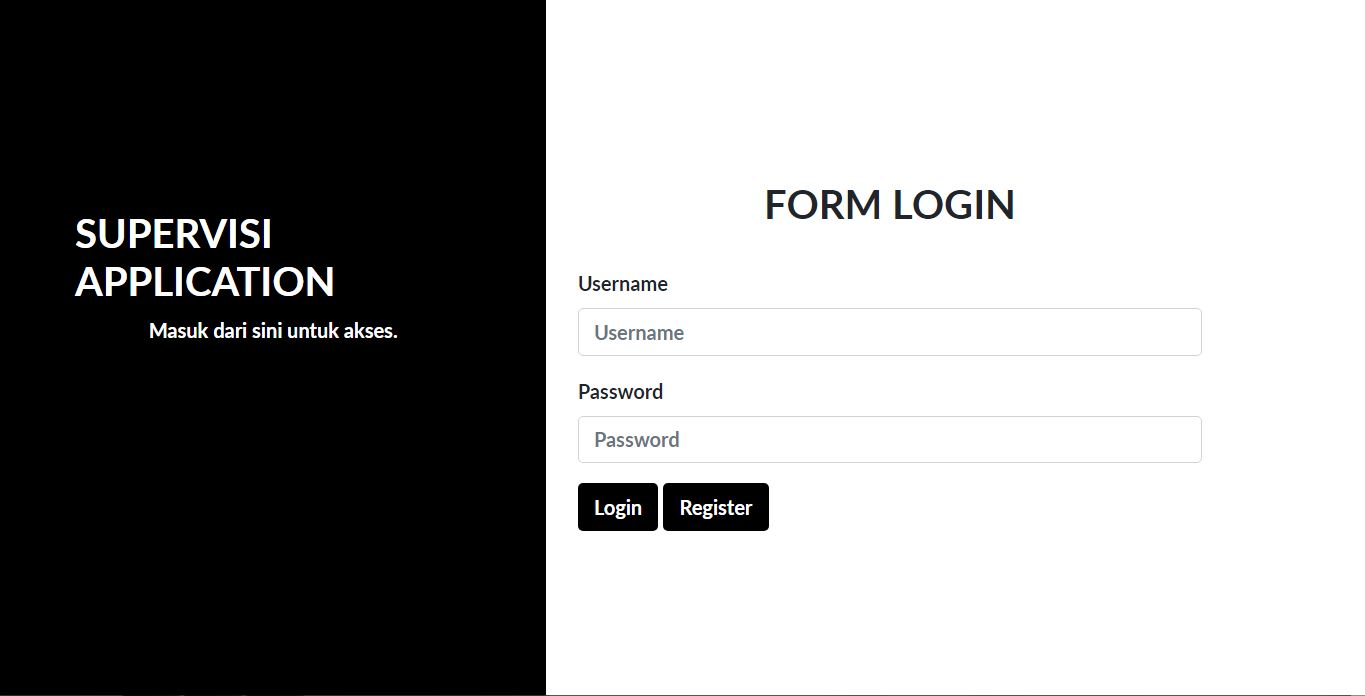 SUPERVISI
APPLICATION
Masuk dari sini untuk akses.
FORM LOGIN
Username
Username
Password
Password
Login Register